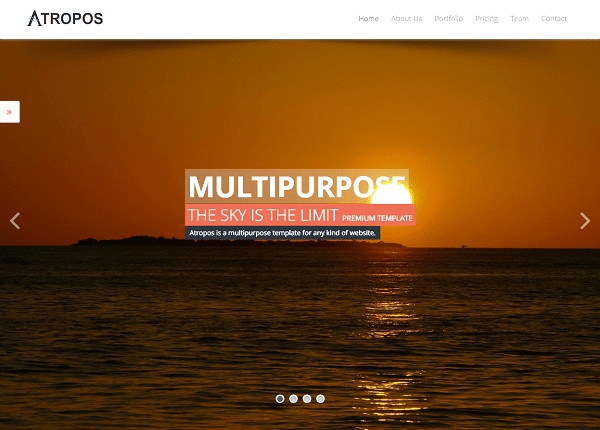 ATROPOS
Home About Us Portfolio Pricing Team Contact
MULTIPURPOSE
THE SKY IS THE LIMIT PREMIUM TEMPLATE
Atropos is a multipurpose template for any kind of website.